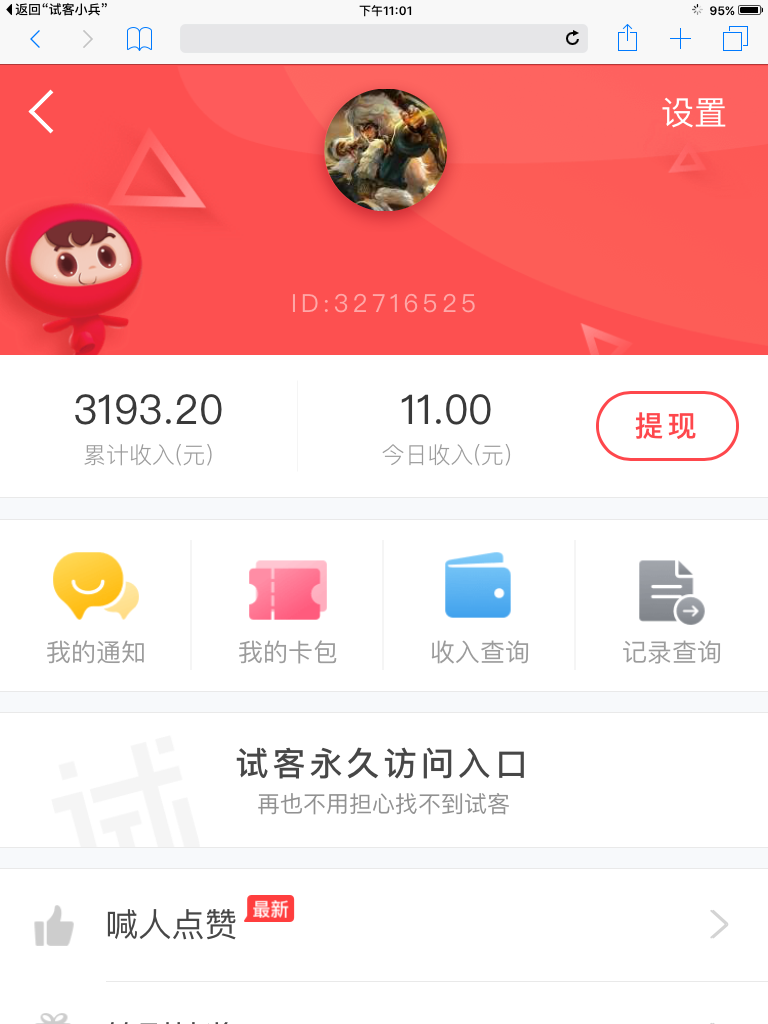 返回“试客小兵”
下午11:01
95%
设置
ID:32716525
3193.20
累计收入(元)
11.00
今日收入(元)
提现
我的通知
我的卡包
收入查询
记录查询
试
试客永久访问入口
再也不用担心找不到试客
喊人点赞
最新